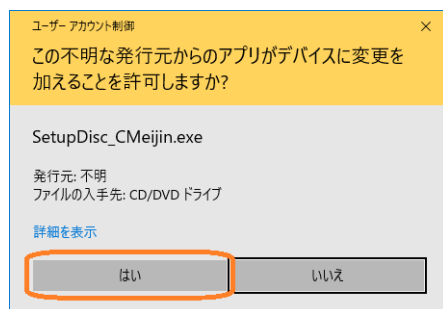 ユーザー アカウント制御
×
この不明な発行元からのアプリがデバイスに変更を
加えることを許可しますか?
SetupDisc_CMeijin.exe
発行元: 不明
ファイルの入手先: CD/DVD ドライブ
詳細を表示
はい
いいえ